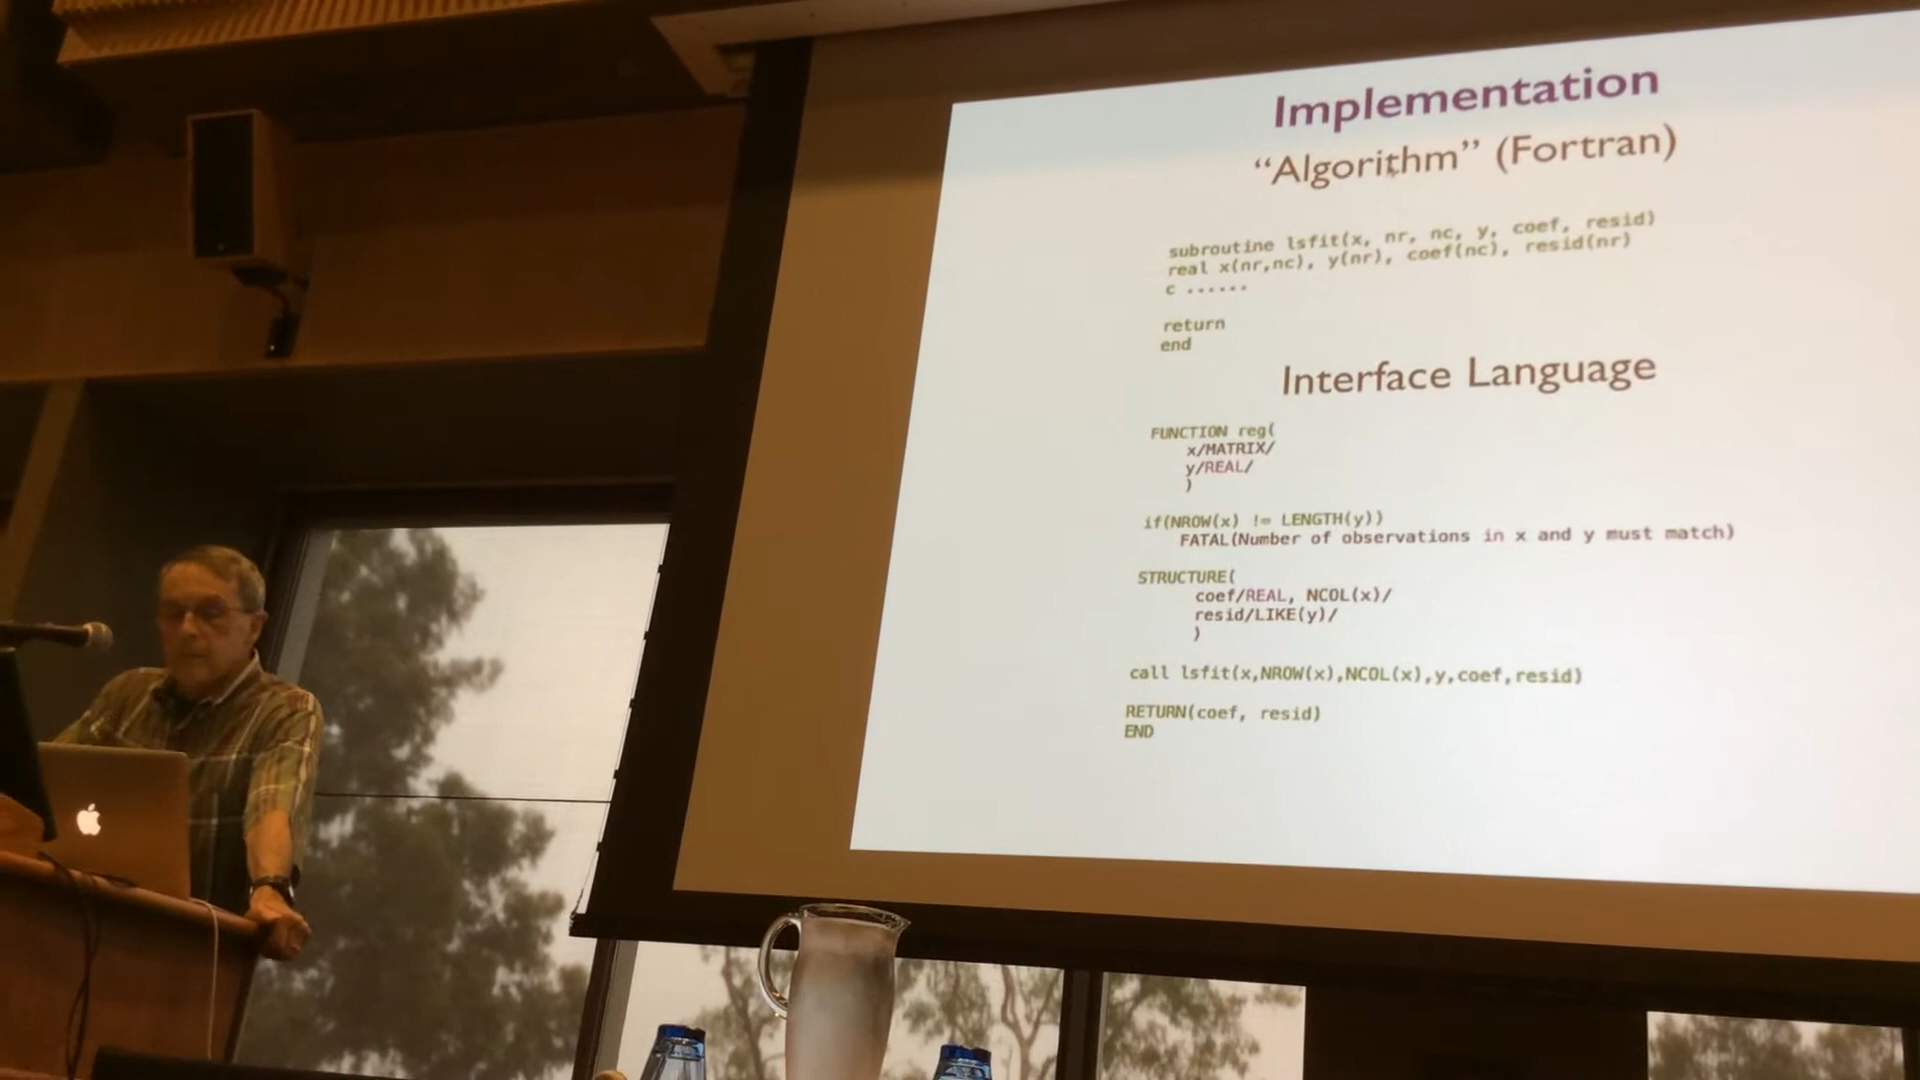 Implementation
“Algorithm” (Fortran)
subroutine lsfit(x, nr, nc, y, coef, resid)
real x(nr,nc), y(nr), coef(nc), resid(nr)
c ......
return
end
Interface Language
FUNCTION reg(
x/MATRIX/
y/REAL/
)
if(NROW(x) != LENGTH(y))
FATAL(Number of observations in x and y must match)
STRUCTURE(
coef/REAL, NCOL(x)/
resid/LIKE(y)/
)
call lsfit(x,NROW(x),NCOL(x),y,coef,resid)
RETURN(coef, resid)
END